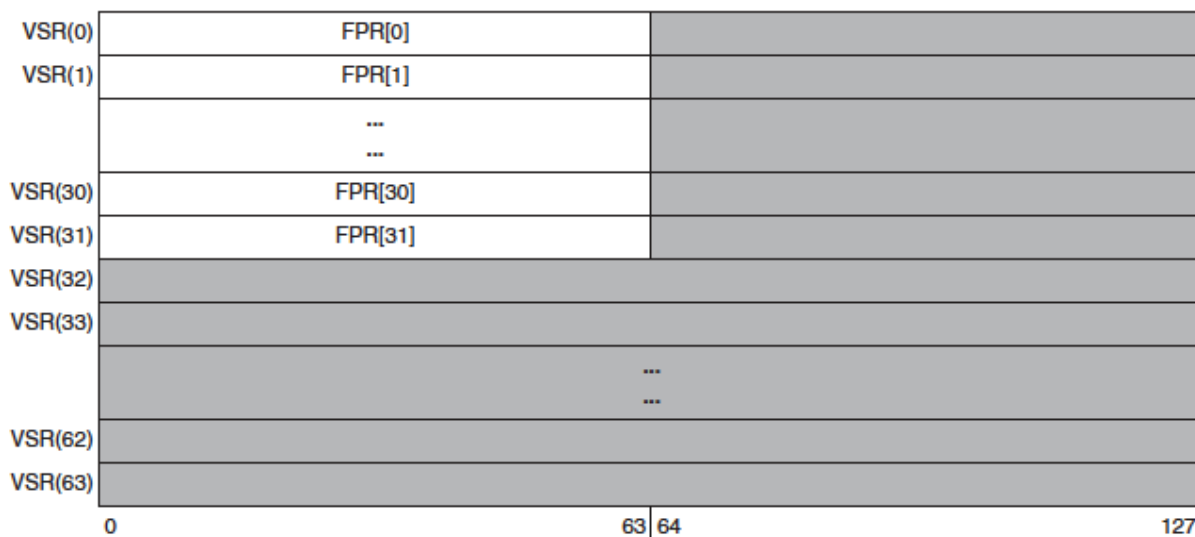 VSR(0) FPR[0]
VSR(1) FPR[1]
...
...
VSR(30) FPR[30]
VSR(31) FPR[31]
VSR(32)
VSR(33)
...
...
VSR(62)
VSR(63)
0 63 64 127